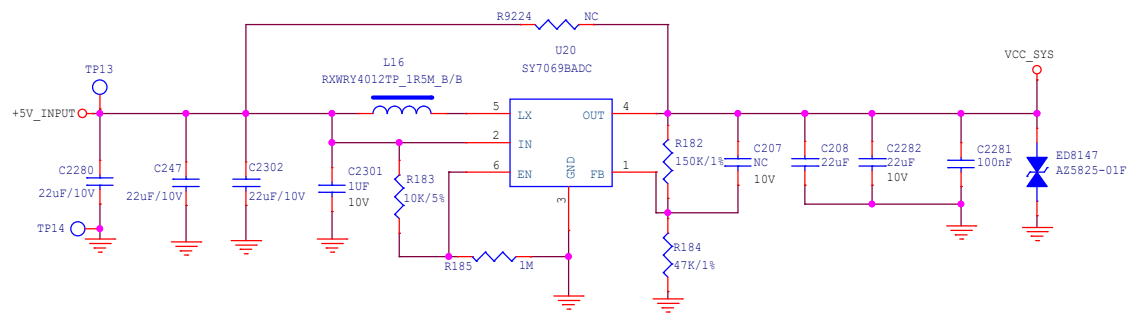 R9224 NC
U20
SY7069BADC
L16
RXWRY4012TP_1R5M_B/B
VCC_SYS
TP13
+5V_INPUT
5 LX
OUT 4
2 IN
6 EN
GND
3
FB 1
C2280
22uF/10V
C247
22uF/10V
C2302
22uF/10V
C2301
1UF
10V
R183
10K/5%
R182
150K/1%
C207
NC
10V
C208
22uF
C2282
22uF
10V
C2281
100nF
ED8147
AZ5825-01F
TP14
R185 1M
R184
47K/1%